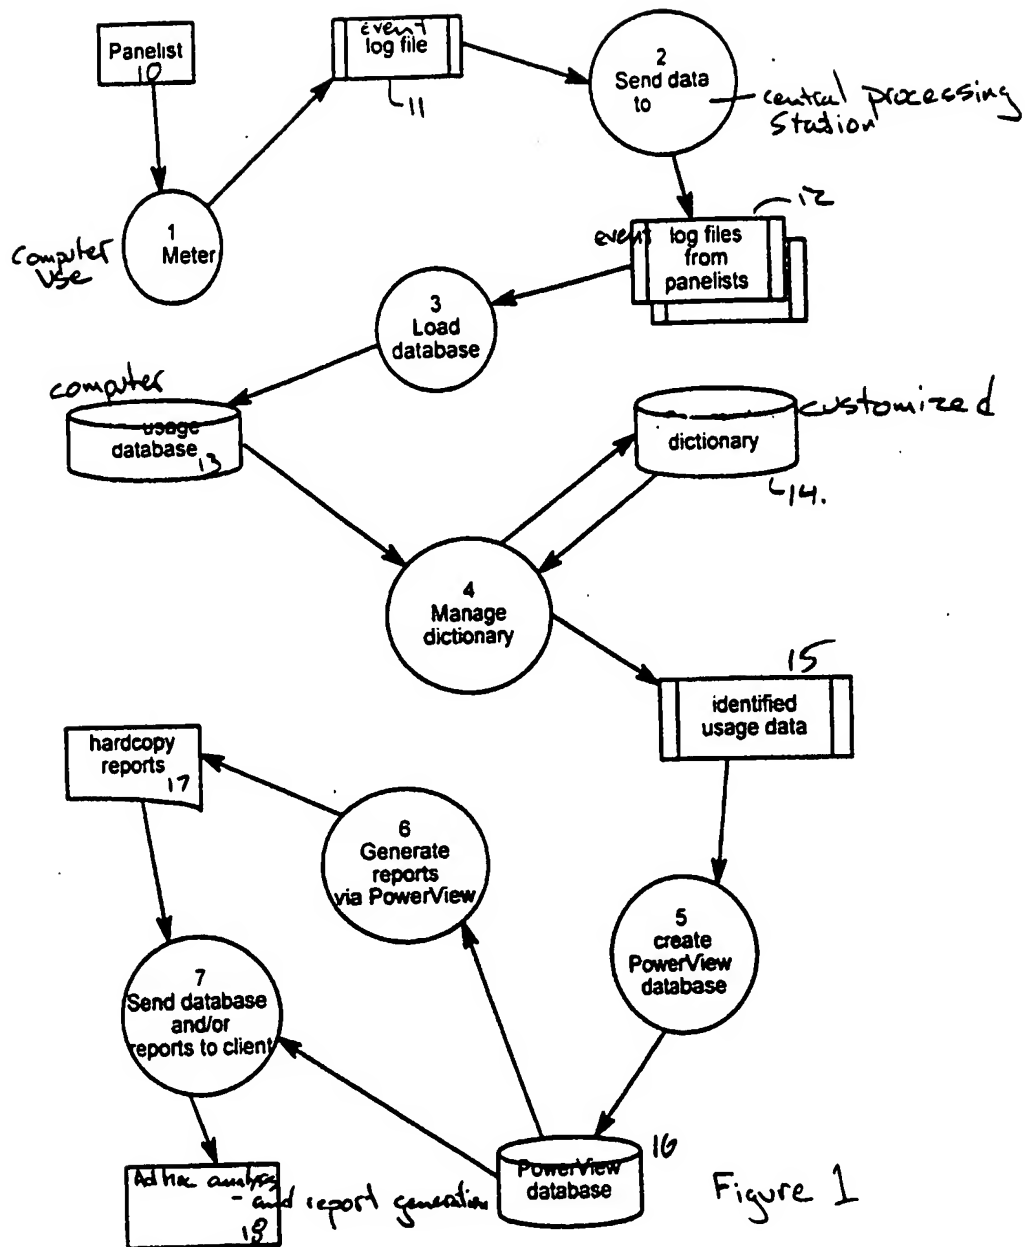 Panelist
10
event
log file
11
2
Send data
to
central processing
station
12
1
Meter
computer
use
event log files
from
panelists
3
Load
database
computer
usage
database
13
customized
dictionary
14.
4
Manage
dictionary
15
identified
usage data
hardcopy
reports
17
6
Generate
reports
via PowerView
5
create
PowerView
database
7
Send database
and/or
reports to client
16
PowerView
database
Ad hoc analysis
- and report generation
18
Figure 1